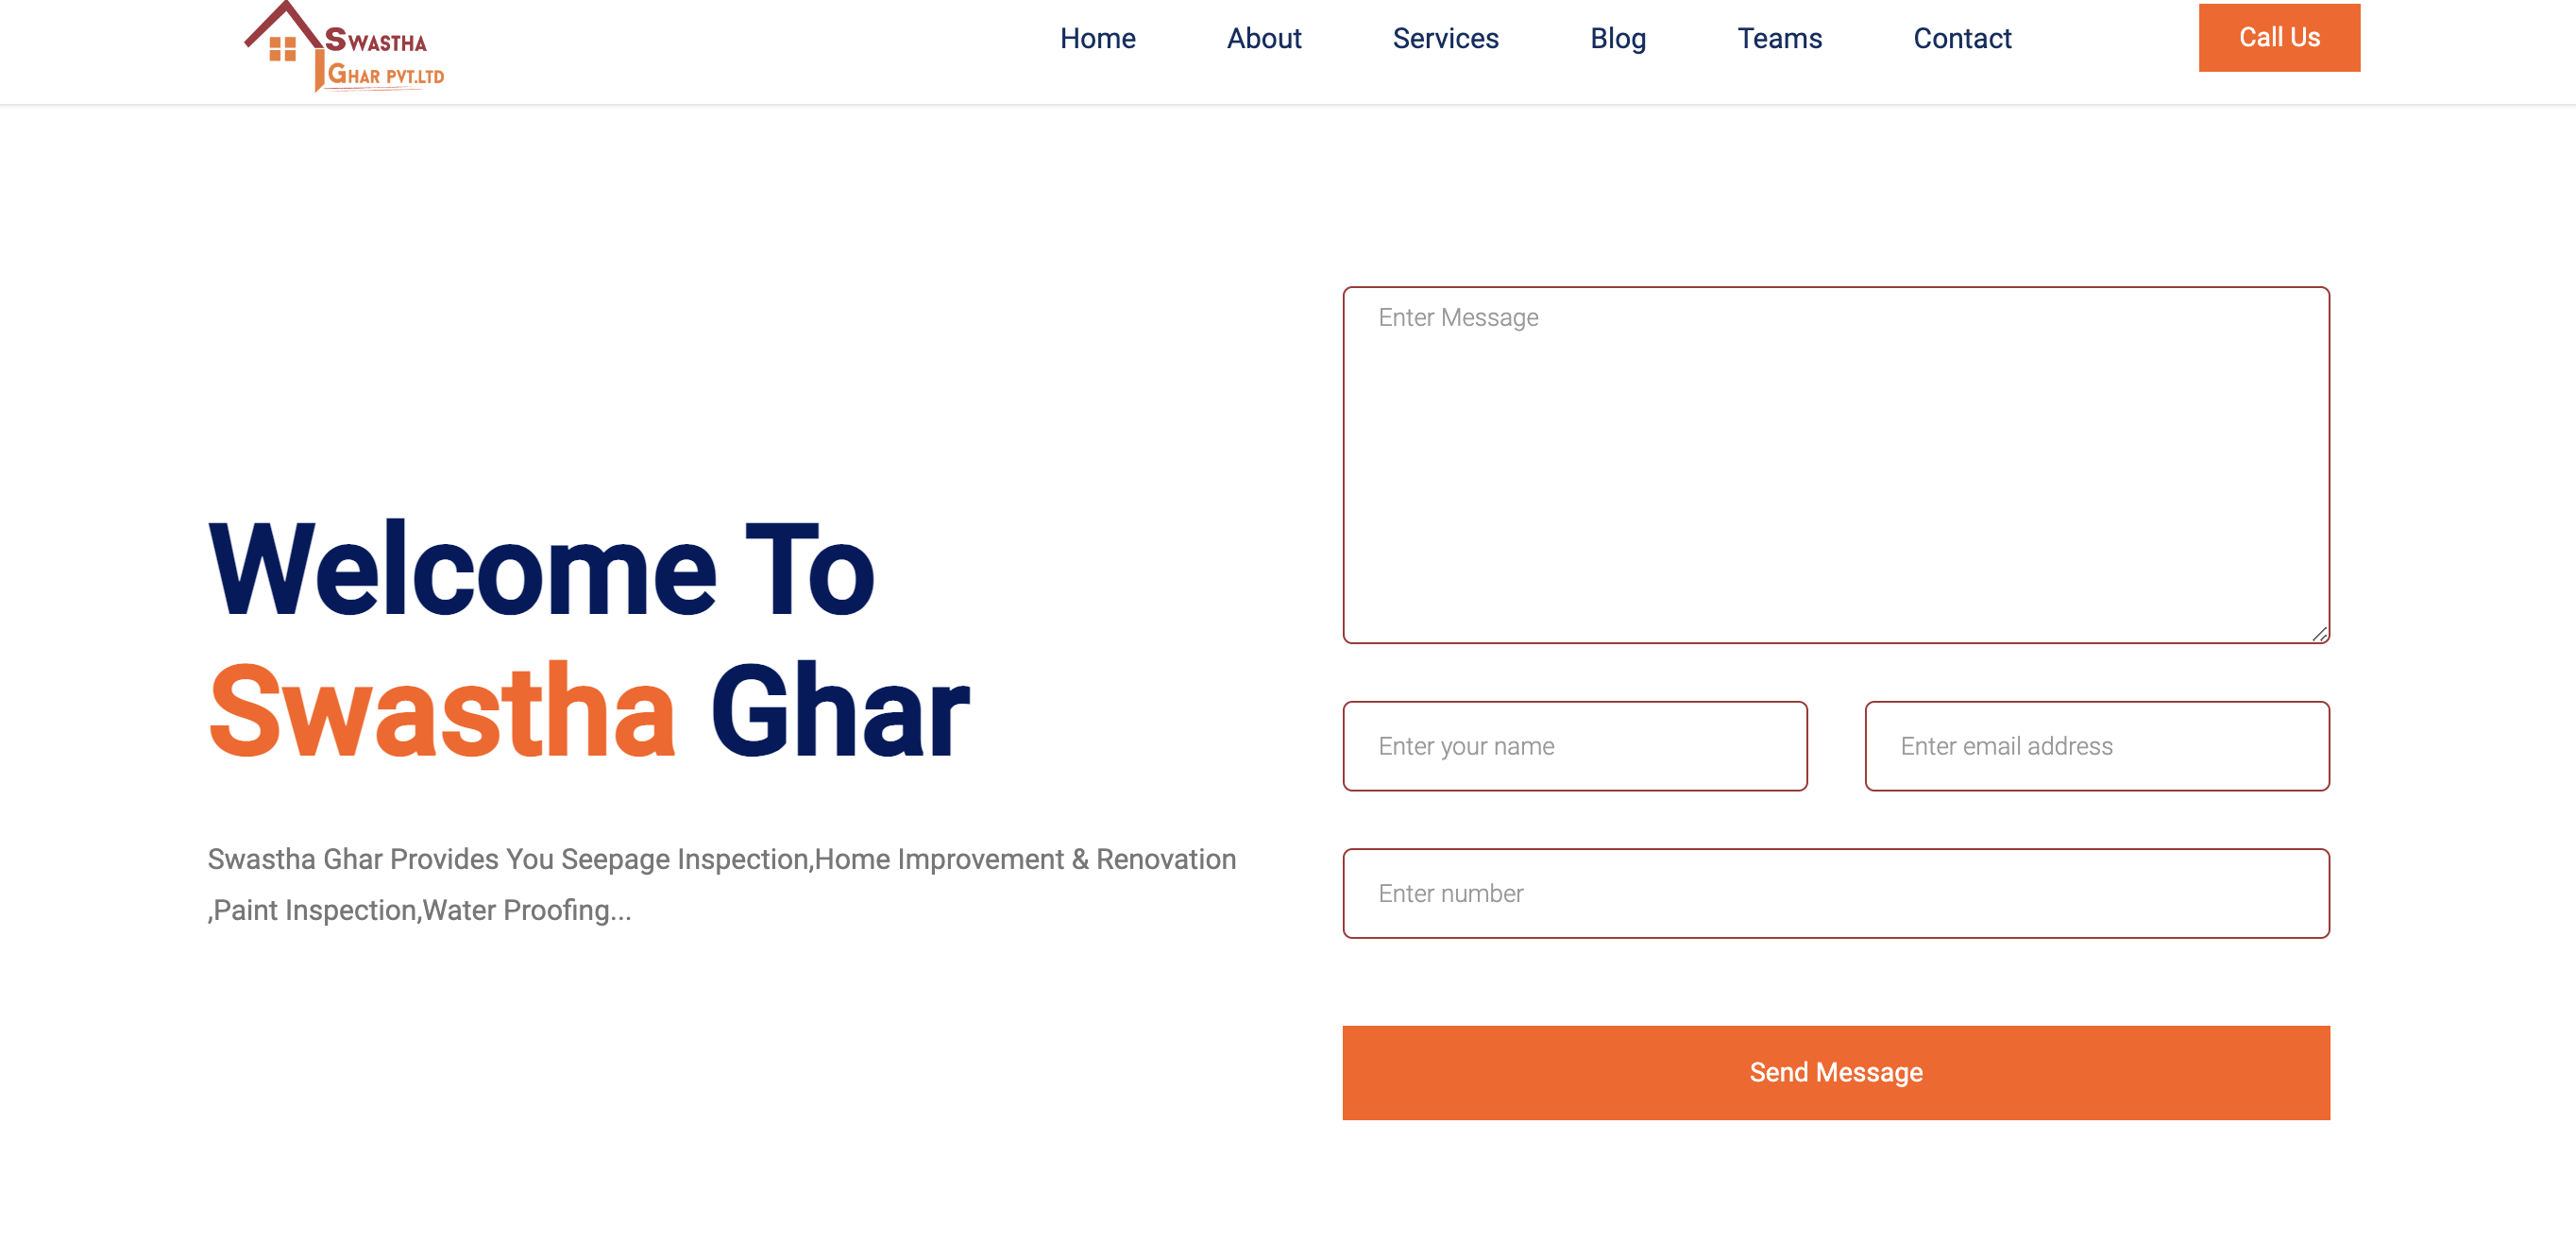 SWASTHA
GHAR PVT.LTD
Home
About
Services
Blog
Teams
Contact
Call Us
Welcome To
Swastha Ghar
Swastha Ghar Provides You Seepage Inspection,Home Improvement & Renovation
,Paint Inspection,Water Proofing...
Enter Message
Enter your name
Enter email address
Enter number
Send Message